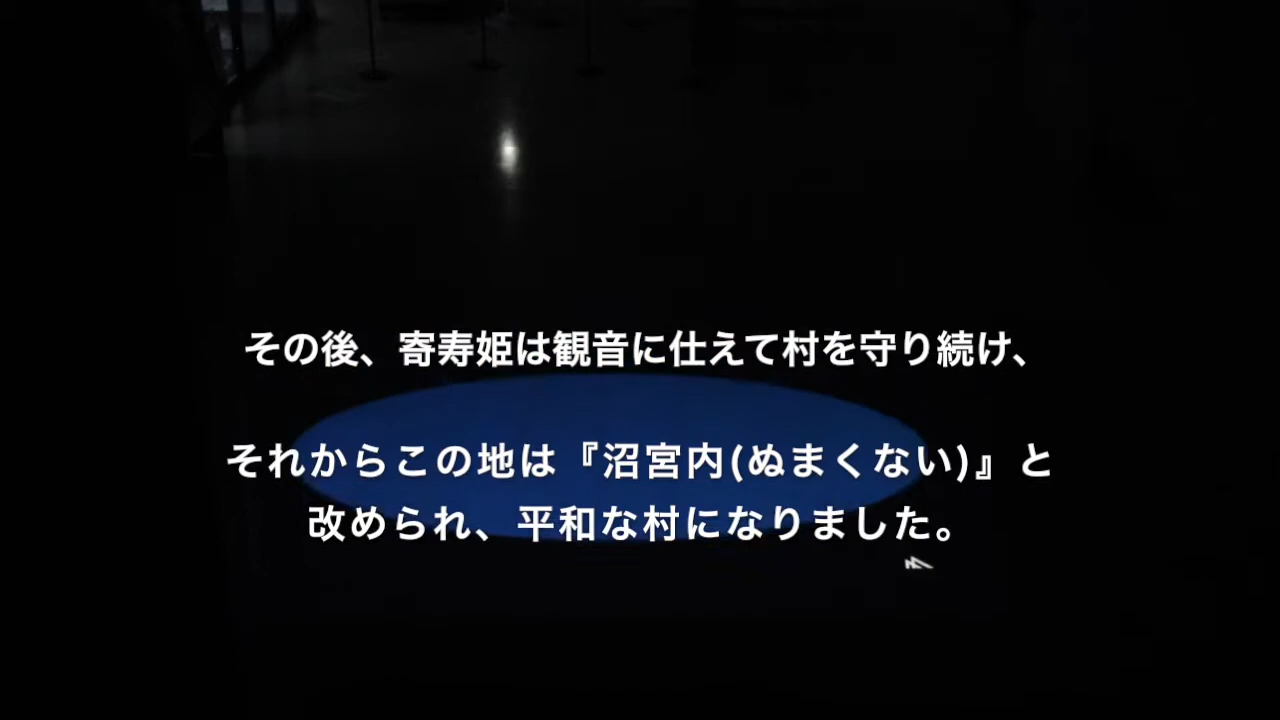 その後、寄寿姫は観音に仕えて村を守り続け、
それからこの地は『沼宮内(ぬまくない)』と
改められ、平和な村になりました。